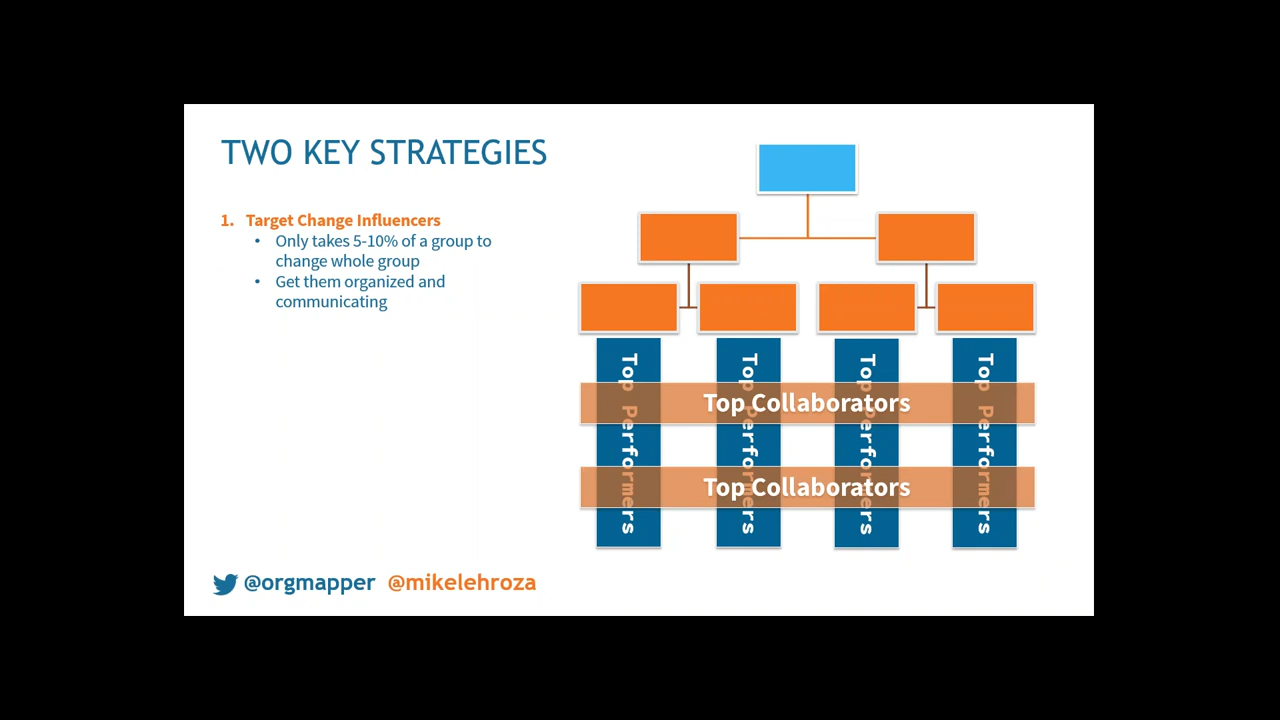 TWO KEY STRATEGIES
1. Target Change Influencers
• Only takes 5-10% of a group to
change whole group
• Get them organized and
communicating
Top Performers
Top Performers
Top Performers
Top Performers
Top Collaborators
Top Collaborators
@orgmapper @mikelehroza